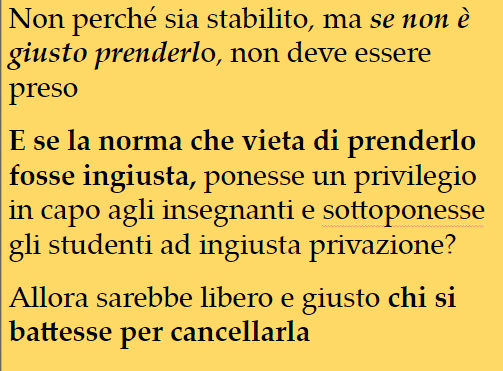 Non perché sia stabilito, ma se non è
giusto prenderlo, non deve essere
preso
E se la norma che vieta di prenderlo
fosse ingiusta, ponesse un privilegio
in capo agli insegnanti e sottoponesse
gli studenti ad ingiusta privazione?
Allora sarebbe libero e giusto chi si
battesse per cancellarla